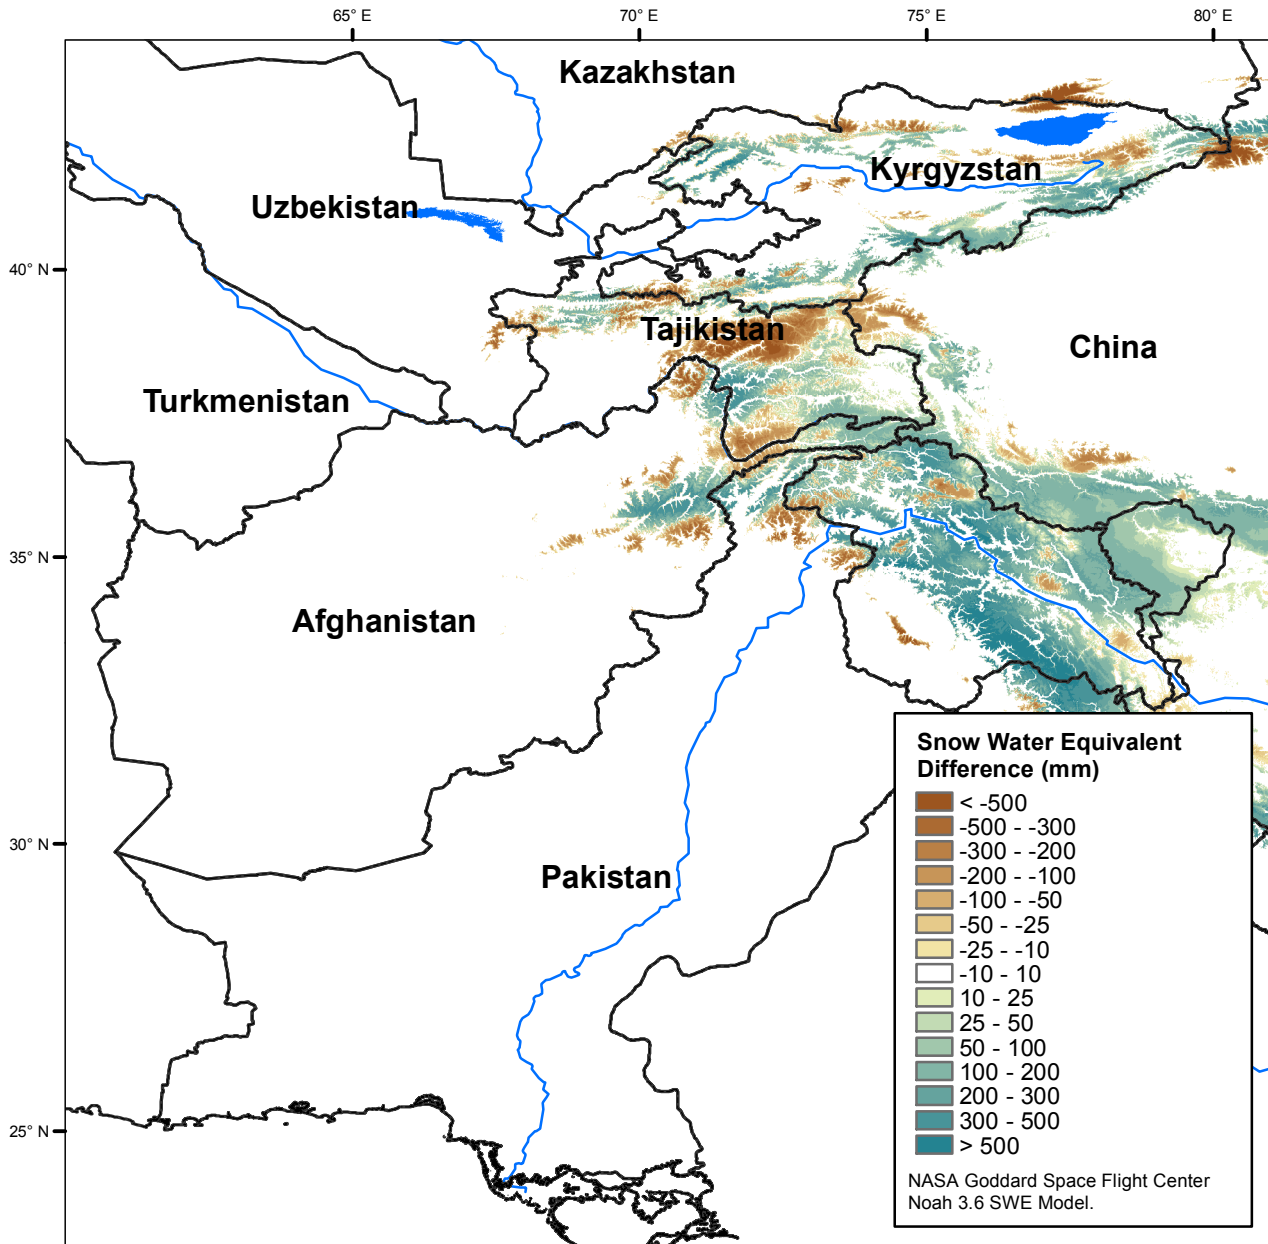 65° E
70° E
75° E
80° E
Kazakhstan
Kyrgyzstan
Uzbekistan
40° N
Tajikistan
China
Turkmenistan
35° N
Afghanistan
Snow Water Equivalent
Difference (mm)
< -500
-500 - -300
-300 - -200
-200 - -100
-100 - -50
-50 - -25
-25 - -10
-10 - 10
10 - 25
25 - 50
50 - 100
100 - 200
200 - 300
300 - 500
> 500
30° N
Pakistan
25° N
NASA Goddard Space Flight Center
Noah 3.6 SWE Model.